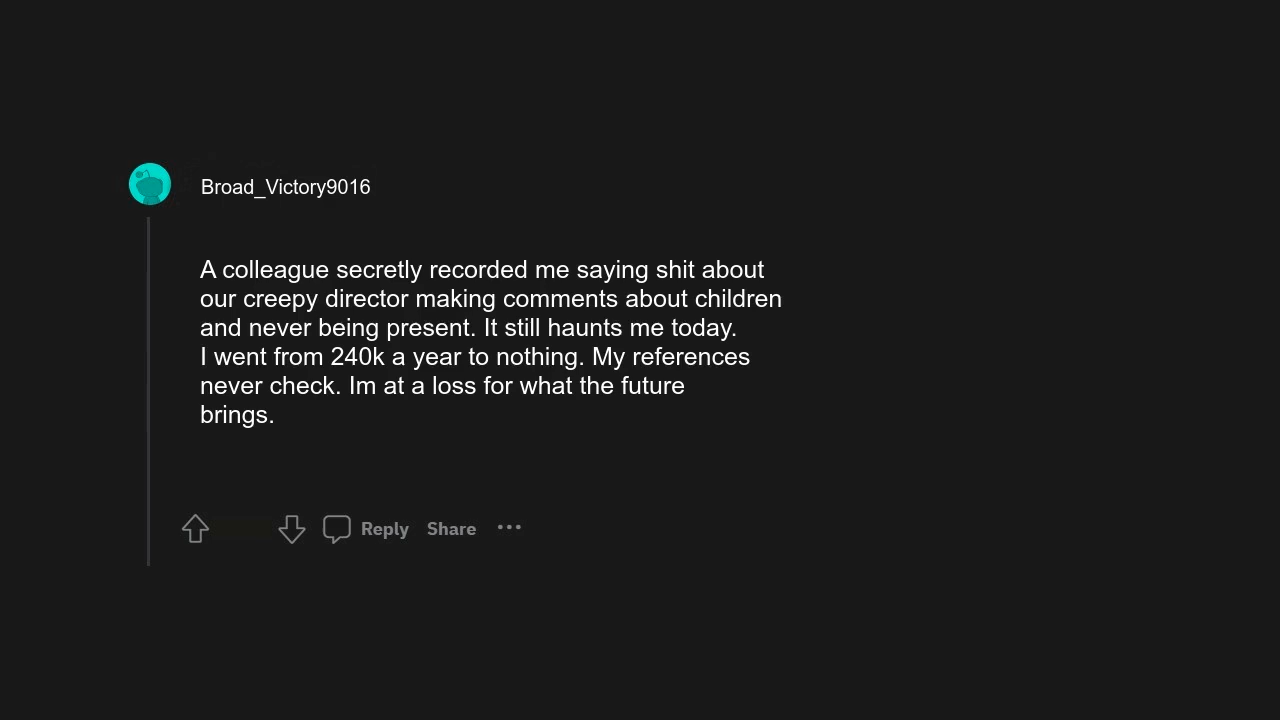 Broad_Victory9016
A colleague secretly recorded me saying shit about
our creepy director making comments about children
and never being present. It still haunts me today.
I went from 240k a year to nothing. My references
never check. Im at a loss for what the future
brings.
Reply Share